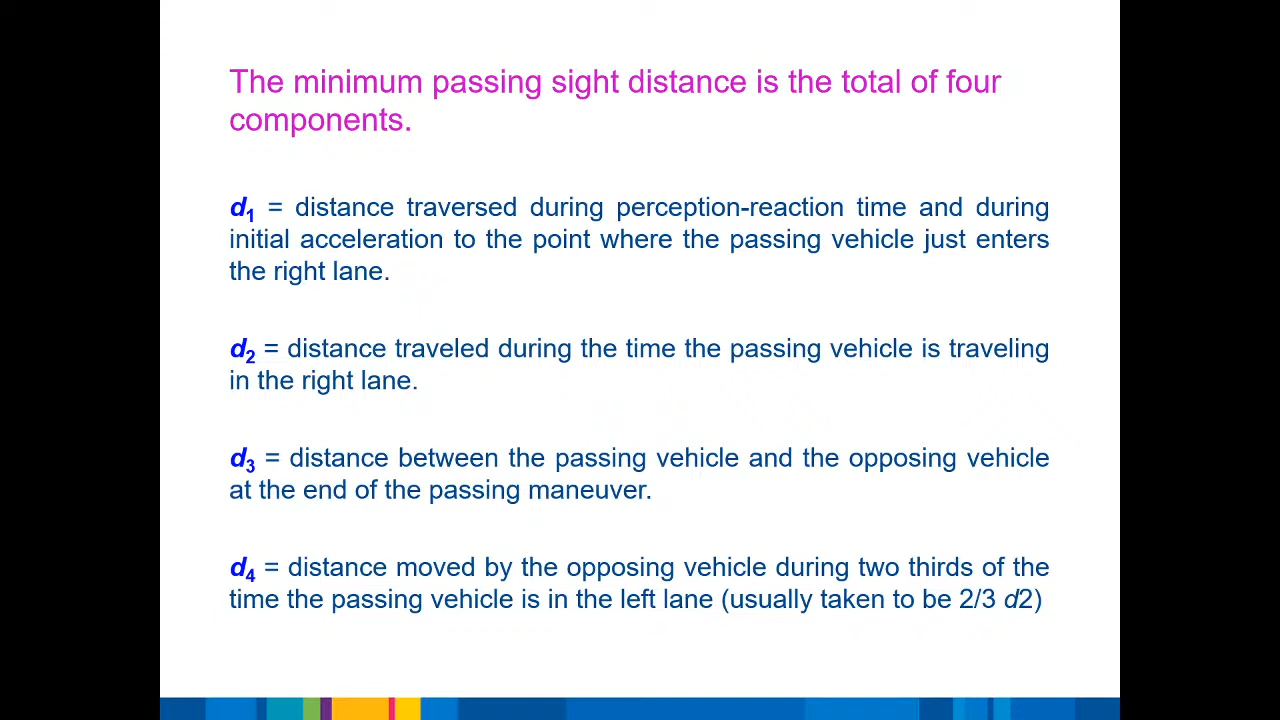 The minimum passing sight distance is the total of four
components.
d1 = distance traversed during perception-reaction time and during
initial acceleration to the point where the passing vehicle just enters
the right lane.
d2 = distance traveled during the time the passing vehicle is traveling
in the right lane.
d3 = distance between the passing vehicle and the opposing vehicle
at the end of the passing maneuver.
d4 = distance moved by the opposing vehicle during two thirds of the
time the passing vehicle is in the left lane (usually taken to be 2/3 d2)